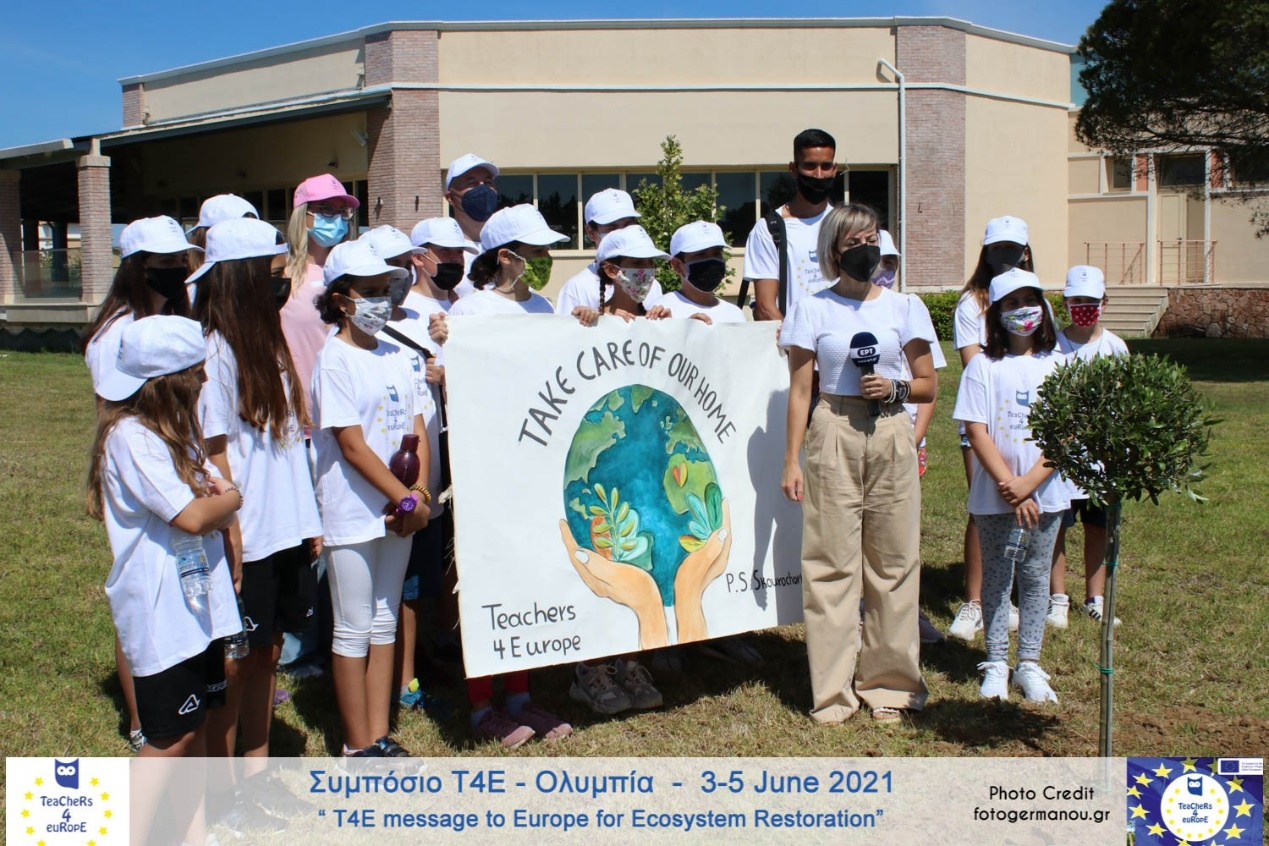 TAKE CARE OF OUR HOME
Teachers
4 Europe
EPT
TeaCHeRs
4
euROPE
Συμπόσιο T4E - Ολυμπία - 3-5 June 2021
“ T4E message to Europe for Ecosystem Restoration”
Photo Credit
fotogermanou.gr
TeaCHeRs
4
euROPE